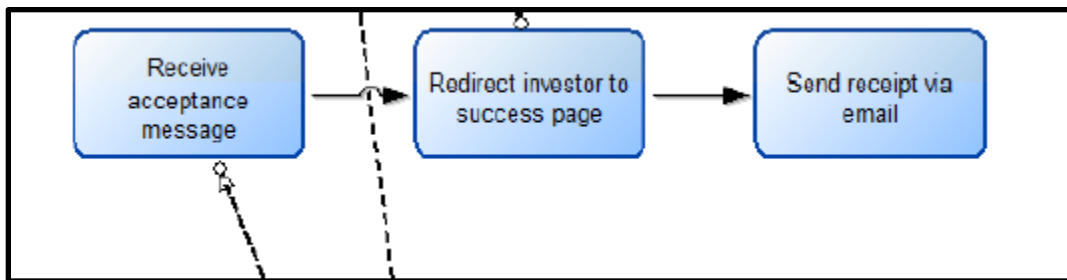 Receive
acceptance
message
Redirect investor to
success page
Send receipt via
email